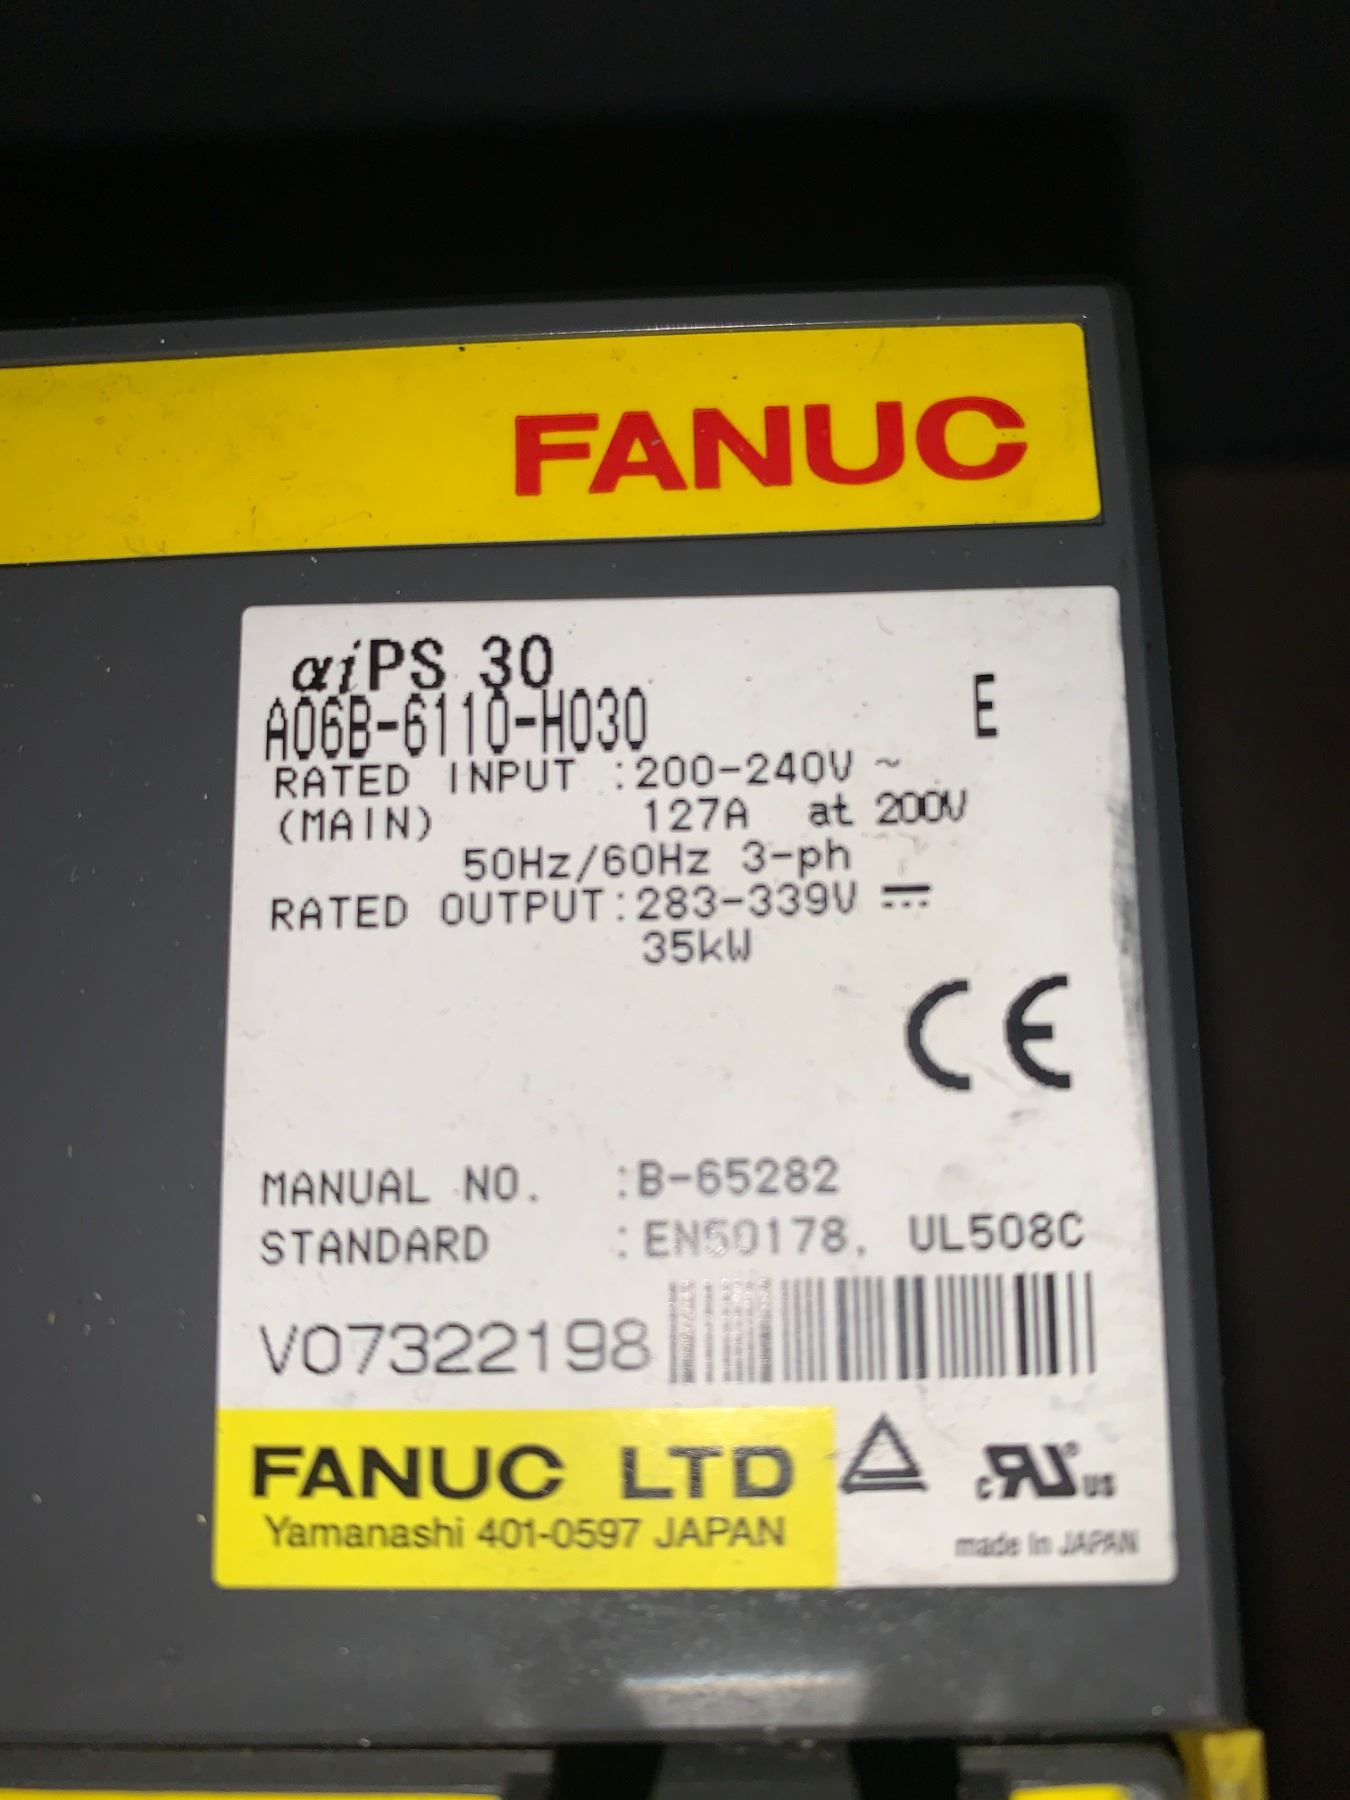 FANUC
αiPS 30
A06B-6110-H030
E
RATED INPUT :200-240V ~
(MAIN) 127A at 200V
50Hz/60Hz 3-ph
RATED OUTPUT:283-339V ⎓
35kW
CE
MANUAL NO. :B-65282
STANDARD :EN50178, UL508C
V07322198
FANUC LTD
Yamanashi 401-0597 JAPAN
c RU ® US
made in JAPAN